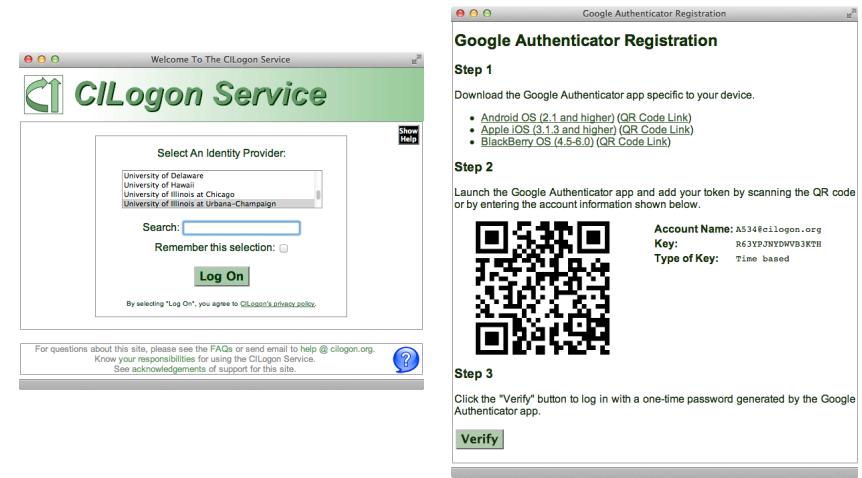 Welcome To The CILogon Service
CILogon Service
Show
Help
Select An Identity Provider:
University of Delaware
University of Hawaii
University of Illinois at Chicago
University of Illinois at Urbana-Champaign
Search:
Remember this selection:
Log On
By selecting "Log On", you agree to CILogon's privacy policy.
For questions about this site, please see the FAQs or send email to help @ cilogon.org.
Know your responsibilities for using the CILogon Service.
See acknowledgements of support for this site.
?
Google Authenticator Registration
Google Authenticator Registration
Step 1
Download the Google Authenticator app specific to your device.
• Android OS (2.1 and higher) (QR Code Link)
• Apple iOS (3.1.3 and higher) (QR Code Link)
• BlackBerry OS (4.5-6.0) (QR Code Link)
Step 2
Launch the Google Authenticator app and add your token by scanning the QR code
or by entering the account information shown below.
Account Name: A534@cilogon.org
Key: R63YPJNYDWVB3KTH
Type of Key: Time based
Step 3
Click the "Verify" button to log in with a one-time password generated by the Google
Authenticator app.
Verify